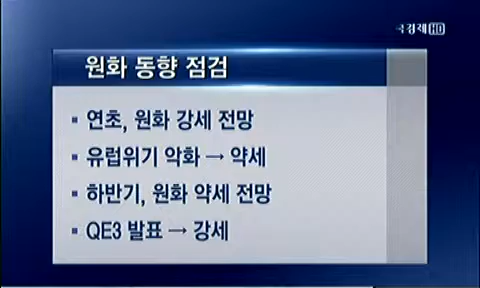 국경제HD
원화 동향 점검
▪ 연초, 원화 강세 전망
▪ 유럽위기 악화 → 약세
▪ 하반기, 원화 약세 전망
▪ QE3 발표 → 강세